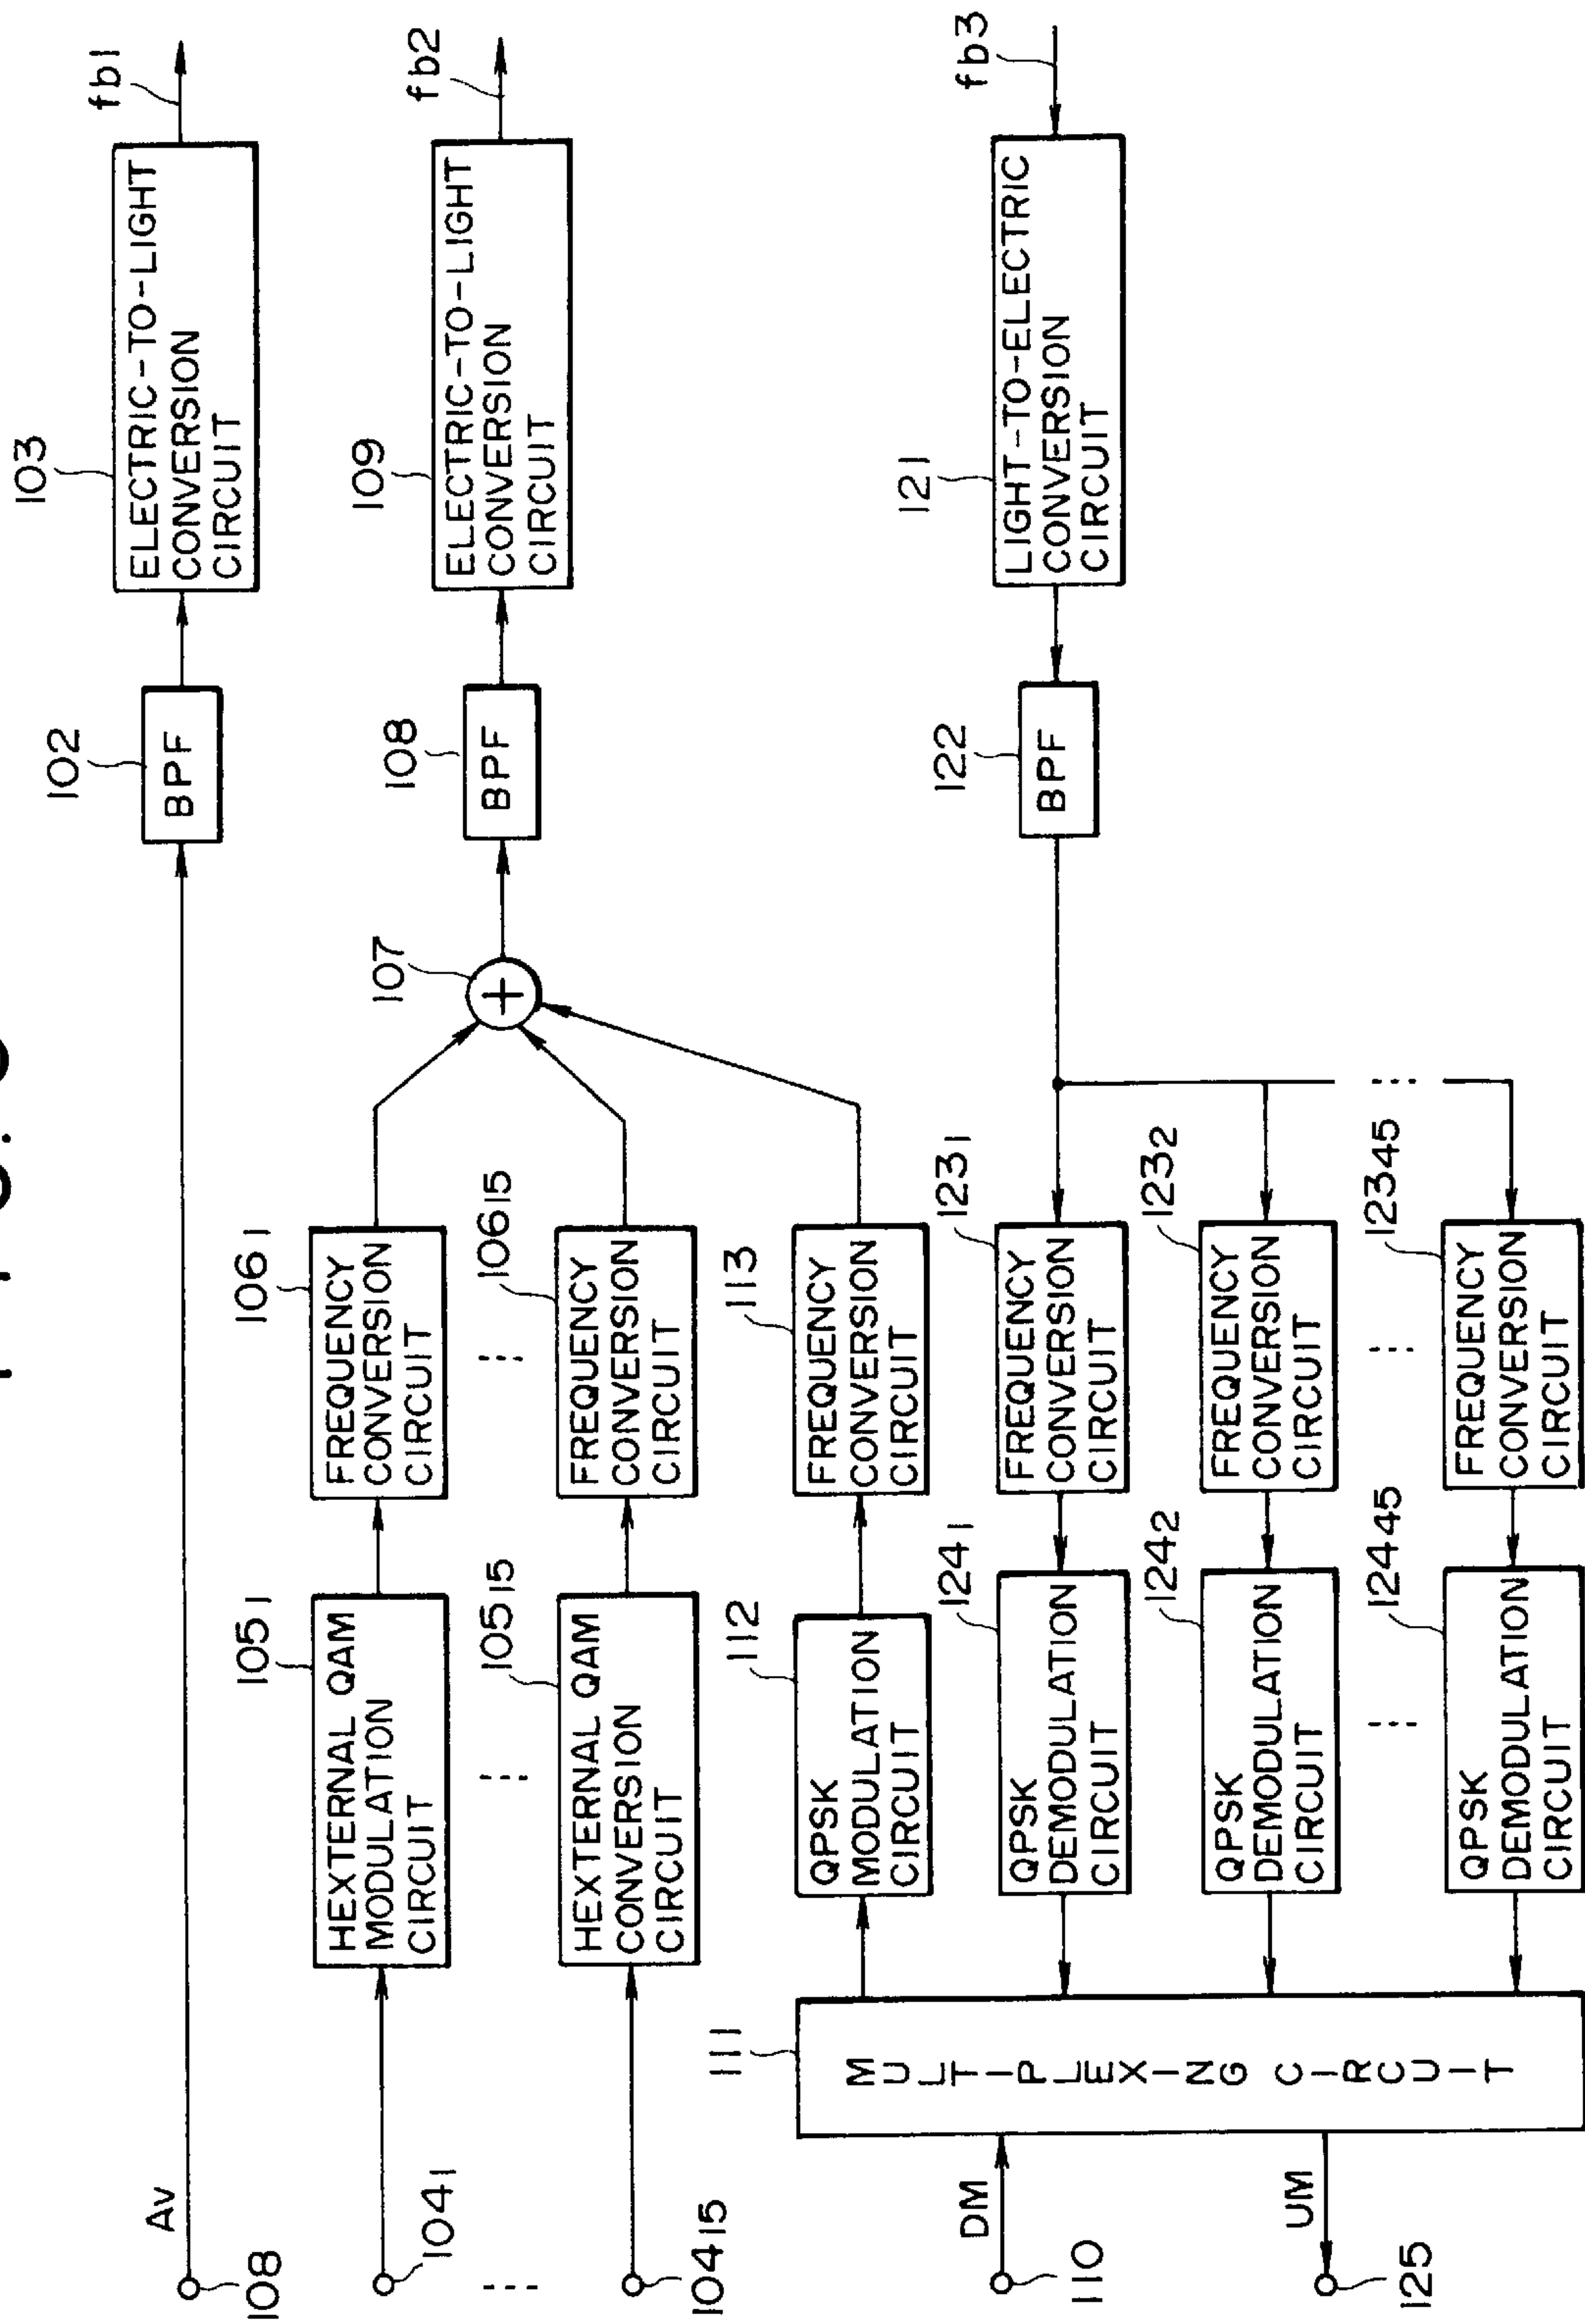 103
ELECTRIC-TO-LIGHT
CONVERSION
CIRCUIT
fb1
102
BPF
Av
108
109
ELECTRIC-TO-LIGHT
CONVERSION
CIRCUIT
fb2
108
BPF
107
+
106₁
FREQUENCY
CONVERSION
CIRCUIT
105₁
HEXTERNAL QAM
MODULATION
CIRCUIT
104₁
106₁₅
FREQUENCY
CONVERSION
CIRCUIT
105₁₅
HEXTERNAL QAM
CONVERSION
CIRCUIT
104₁₅
113
FREQUENCY
CONVERSION
CIRCUIT
112
QPSK
MODULATION
CIRCUIT
111
MULTIPLEXING CIRCUIT
DM
110
UM
125
121
LIGHT-TO-ELECTRIC
CONVERSION
CIRCUIT
fb3
122
BPF
123₁
FREQUENCY
CONVERSION
CIRCUIT
124₁
QPSK
DEMODULATION
CIRCUIT
123₂
FREQUENCY
CONVERSION
CIRCUIT
124₂
QPSK
DEMODULATION
CIRCUIT
123₄₅
FREQUENCY
CONVERSION
CIRCUIT
124₄₅
QPSK
DEMODULATION
CIRCUIT